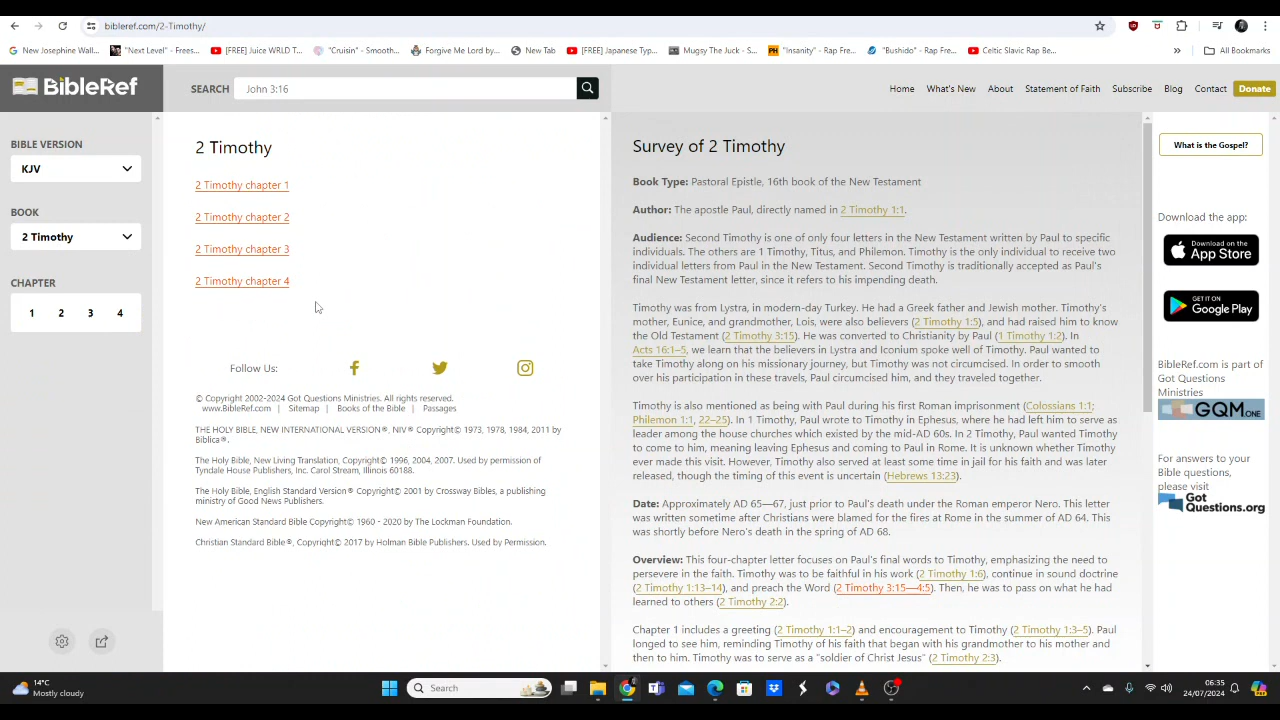 bibleref.com/2-Timothy/
New Josephine Wall...
"Next Level" - Frees...
[FREE] Juice WRLD T...
"Cruisin" - Smooth...
Forgive Me Lord by...
New Tab
[FREE] Japanese Typ...
Mugsy The Juck - S...
"Insanity" - Rap Fre...
"Bushido" - Rap Fre...
Celtic Slavic Rap Be...
»
All Bookmarks
BibleRef
SEARCH
John 3:16
Home
What's New
About
Statement of Faith
Subscribe
Blog
Contact
Donate
BIBLE VERSION
KJV
BOOK
2 Timothy
CHAPTER
1 2 3 4
2 Timothy
2 Timothy chapter 1
2 Timothy chapter 2
2 Timothy chapter 3
2 Timothy chapter 4
Follow Us:
© Copyright 2002-2024 Got Questions Ministries. All rights reserved.
www.BibleRef.com | Sitemap | Books of the Bible | Passages
THE HOLY BIBLE, NEW INTERNATIONAL VERSION®, NIV® Copyright© 1973, 1978, 1984, 2011 by
Biblica®.
The Holy Bible, New Living Translation, Copyright© 1996, 2004, 2007. Used by permission of
Tyndale House Publishers, Inc. Carol Stream, Illinois 60188.
The Holy Bible, English Standard Version® Copyright© 2001 by Crossway Bibles, a publishing
ministry of Good News Publishers.
New American Standard Bible Copyright© 1960 - 2020 by The Lockman Foundation.
Christian Standard Bible®, Copyright© 2017 by Holman Bible Publishers. Used by Permission.
Survey of 2 Timothy
Book Type: Pastoral Epistle, 16th book of the New Testament
Author: The apostle Paul, directly named in 2 Timothy 1:1.
Audience: Second Timothy is one of only four letters in the New Testament written by Paul to specific
individuals. The others are 1 Timothy, Titus, and Philemon. Timothy is the only individual to receive two
individual letters from Paul in the New Testament. Second Timothy is traditionally accepted as Paul's
final New Testament letter, since it refers to his impending death.
Timothy was from Lystra, in modern-day Turkey. He had a Greek father and Jewish mother. Timothy's
mother, Eunice, and grandmother, Lois, were also believers (2 Timothy 1:5), and had raised him to know
the Old Testament (2 Timothy 3:15). He was converted to Christianity by Paul (1 Timothy 1:2). In
Acts 16:1–5, we learn that the believers in Lystra and Iconium spoke well of Timothy. Paul wanted to
take Timothy along on his missionary journey, but Timothy was not circumcised. In order to smooth
over his participation in these travels, Paul circumcised him, and they traveled together.
Timothy is also mentioned as being with Paul during his first Roman imprisonment (Colossians 1:1;
Philemon 1:1, 22–25). In 1 Timothy, Paul wrote to Timothy in Ephesus, where he had left him to serve as
leader among the house churches which existed by the mid-AD 60s. In 2 Timothy, Paul wanted Timothy
to come to him, meaning leaving Ephesus and coming to Paul in Rome. It is unknown whether Timothy
ever made this visit. However, Timothy also served at least some time in jail for his faith and was later
released, though the timing of this event is uncertain (Hebrews 13:23).
Date: Approximately AD 65—67, just prior to Paul's death under the Roman emperor Nero. This letter
was written sometime after Christians were blamed for the fires at Rome in the summer of AD 64. This
was shortly before Nero's death in the spring of AD 68.
Overview: This four-chapter letter focuses on Paul's final words to Timothy, emphasizing the need to
persevere in the faith. Timothy was to be faithful in his work (2 Timothy 1:6), continue in sound doctrine
(2 Timothy 1:13–14), and preach the Word (2 Timothy 3:15—4:5). Then, he was to pass on what he had
learned to others (2 Timothy 2:2).
Chapter 1 includes a greeting (2 Timothy 1:1–2) and encouragement to Timothy (2 Timothy 1:3–5). Paul
longed to see him, reminding Timothy of his faith that began with his grandmother to his mother and
then to him. Timothy was to serve as a "soldier of Christ Jesus" (2 Timothy 2:3).
What is the Gospel?
Download the app:
Download on the
App Store
GET IT ON
Google Play
BibleRef.com is part of
Got Questions
Ministries
GQM.ONE
For answers to your
Bible questions,
please visit
GotQuestions.org
14°C
Mostly cloudy
Search
06:35
24/07/2024